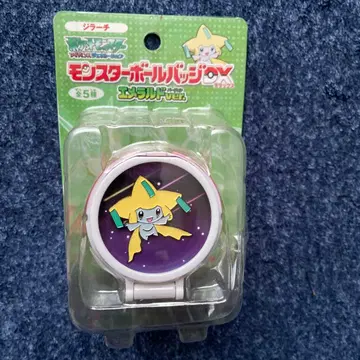 ジラーチ
モンスターボールバッジDX
全5種
エメラルドver.